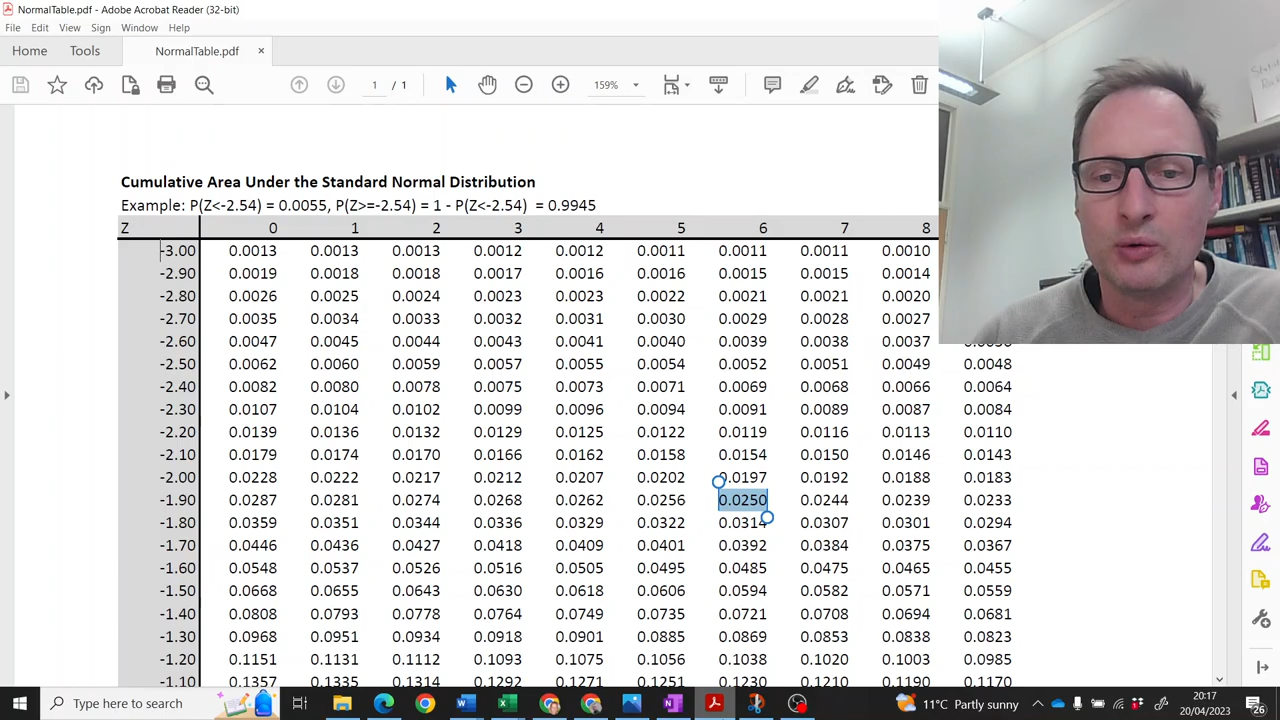 NormalTable.pdf - Adobe Acrobat Reader (32-bit)
File Edit View Sign Window Help
Home Tools NormalTable.pdf ×
1 / 1 159%
Cumulative Area Under the Standard Normal Distribution
Example: P(Z<-2.54) = 0.0055, P(Z>=-2.54) = 1 - P(Z<-2.54) = 0.9945
Z 0 1 2 3 4 5 6 7 8
-3.00 0.0013 0.0013 0.0013 0.0012 0.0012 0.0011 0.0011 0.0011 0.0010
-2.90 0.0019 0.0018 0.0018 0.0017 0.0016 0.0016 0.0015 0.0015 0.0014
-2.80 0.0026 0.0025 0.0024 0.0023 0.0023 0.0022 0.0021 0.0021 0.0020
-2.70 0.0035 0.0034 0.0033 0.0032 0.0031 0.0030 0.0029 0.0028 0.0027
-2.60 0.0047 0.0045 0.0044 0.0043 0.0041 0.0040 0.0039 0.0038 0.0037
-2.50 0.0062 0.0060 0.0059 0.0057 0.0055 0.0054 0.0052 0.0051 0.0049 0.0048
-2.40 0.0082 0.0080 0.0078 0.0075 0.0073 0.0071 0.0069 0.0068 0.0066 0.0064
-2.30 0.0107 0.0104 0.0102 0.0099 0.0096 0.0094 0.0091 0.0089 0.0087 0.0084
-2.20 0.0139 0.0136 0.0132 0.0129 0.0125 0.0122 0.0119 0.0116 0.0113 0.0110
-2.10 0.0179 0.0174 0.0170 0.0166 0.0162 0.0158 0.0154 0.0150 0.0146 0.0143
-2.00 0.0228 0.0222 0.0217 0.0212 0.0207 0.0202 0.0197 0.0192 0.0188 0.0183
-1.90 0.0287 0.0281 0.0274 0.0268 0.0262 0.0256 0.0250 0.0244 0.0239 0.0233
-1.80 0.0359 0.0351 0.0344 0.0336 0.0329 0.0322 0.0314 0.0307 0.0301 0.0294
-1.70 0.0446 0.0436 0.0427 0.0418 0.0409 0.0401 0.0392 0.0384 0.0375 0.0367
-1.60 0.0548 0.0537 0.0526 0.0516 0.0505 0.0495 0.0485 0.0475 0.0465 0.0455
-1.50 0.0668 0.0655 0.0643 0.0630 0.0618 0.0606 0.0594 0.0582 0.0571 0.0559
-1.40 0.0808 0.0793 0.0778 0.0764 0.0749 0.0735 0.0721 0.0708 0.0694 0.0681
-1.30 0.0968 0.0951 0.0934 0.0918 0.0901 0.0885 0.0869 0.0853 0.0838 0.0823
-1.20 0.1151 0.1131 0.1112 0.1093 0.1075 0.1056 0.1038 0.1020 0.1003 0.0985
-1.10 0.1357 0.1335 0.1314 0.1292 0.1271 0.1251 0.1230 0.1210 0.1190 0.1170
Type here to search 11°C Partly sunny 20:17
20/04/2023
26